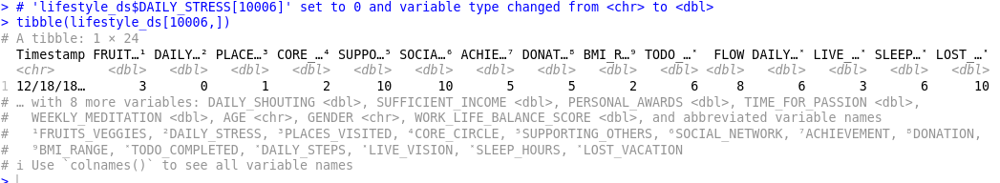 > # 'lifestyle_ds$DAILY_STRESS[10006]' set to 0 and variable type changed from <chr> to <dbl>
> tibble(lifestyle_ds[10006,])
# A tibble: 1 × 24
Timestamp FRUIT…¹ DAILY…² PLACE…³ CORE_…⁴ SUPPO…⁵ SOCIA…⁶ ACHIE…⁷ DONAT…⁸ BMI_R…⁹ TODO_…˟ FLOW DAILY…˟ LIVE_…˟ SLEEP…˟ LOST_…˟
<chr> <dbl> <dbl> <dbl> <dbl> <dbl> <dbl> <dbl> <dbl> <dbl> <dbl> <dbl> <dbl> <dbl> <dbl> <dbl>
1 12/18/18… 3 0 1 2 10 10 5 5 2 6 8 6 3 6 10
# … with 8 more variables: DAILY_SHOUTING <dbl>, SUFFICIENT_INCOME <dbl>, PERSONAL_AWARDS <dbl>, TIME_FOR_PASSION <dbl>,
# WEEKLY_MEDITATION <dbl>, AGE <chr>, GENDER <chr>, WORK_LIFE_BALANCE_SCORE <dbl>, and abbreviated variable names
# ¹FRUITS_VEGGIES, ²DAILY_STRESS, ³PLACES_VISITED, ⁴CORE_CIRCLE, ⁵SUPPORTING_OTHERS, ⁶SOCIAL_NETWORK, ⁷ACHIEVEMENT, ⁸DONATION,
# ⁹BMI_RANGE, ˟TODO_COMPLETED, ˟DAILY_STEPS, ˟LIVE_VISION, ˟SLEEP_HOURS, ˟LOST_VACATION
# i Use `colnames()` to see all variable names
>